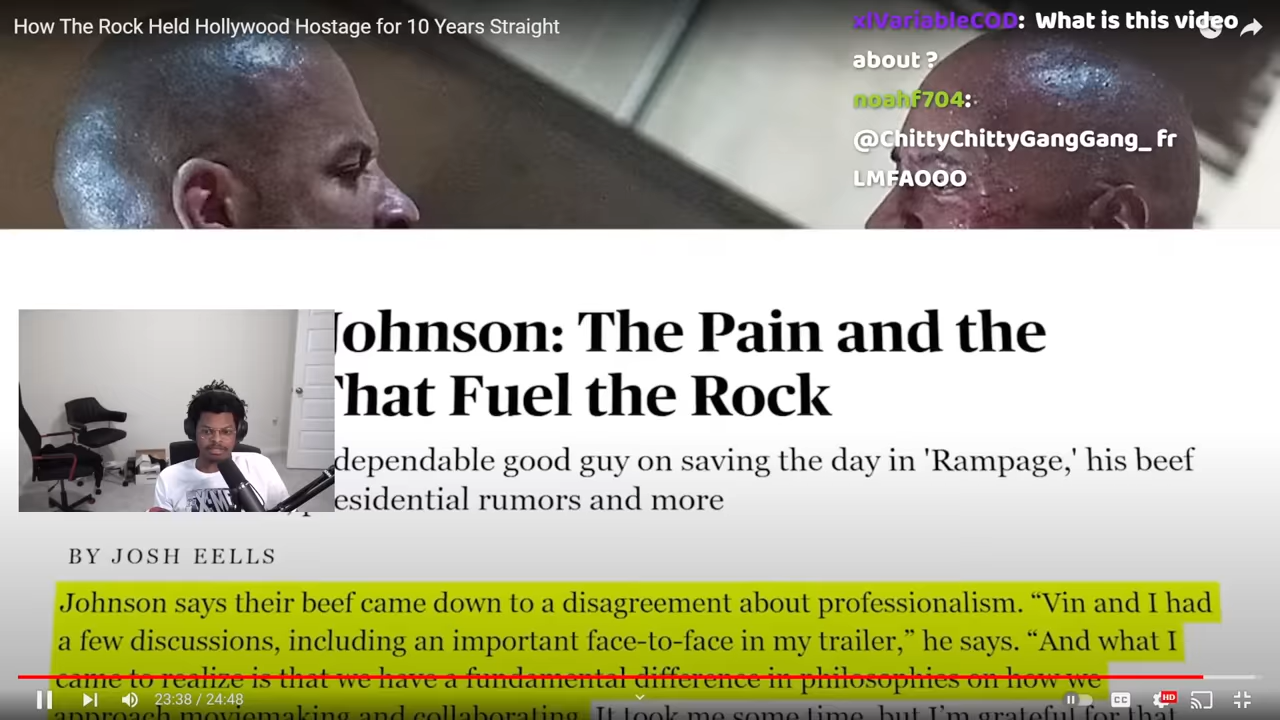 How The Rock Held Hollywood Hostage for 10 Years Straight
xlVariableCOD: What is this video
about ?
noahf704:
@ChittyChittyGangGang_ fr
LMFAOOO
Johnson: The Pain and the
That Fuel the Rock
dependable good guy on saving the day in 'Rampage,' his beef
esidential rumors and more
BY JOSH EELLS
Johnson says their beef came down to a disagreement about professionalism. “Vin and I had
a few discussions, including an important face-to-face in my trailer,” he says. “And what I
came to realize is that we have a fundamental difference in philosophies on how we
approach moviemaking and collaborating. It took me some time, but I'm grateful for the
23:38 / 24:48
CC
HD